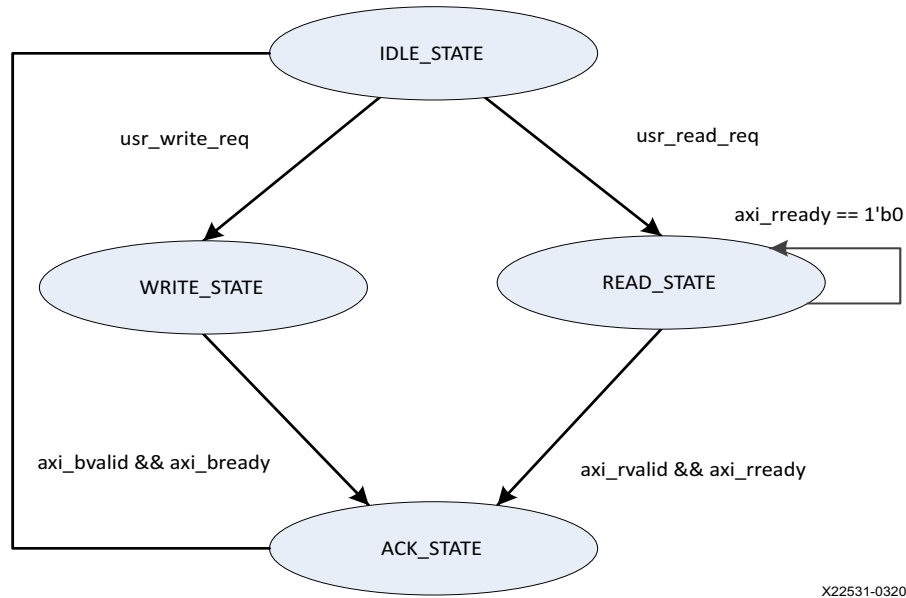 IDLE_STATE
usr_write_req
usr_read_req
axi_rready == 1'b0
WRITE_STATE
READ_STATE
axi_bvalid && axi_bready
axi_rvalid && axi_rready
ACK_STATE
X22531-0320